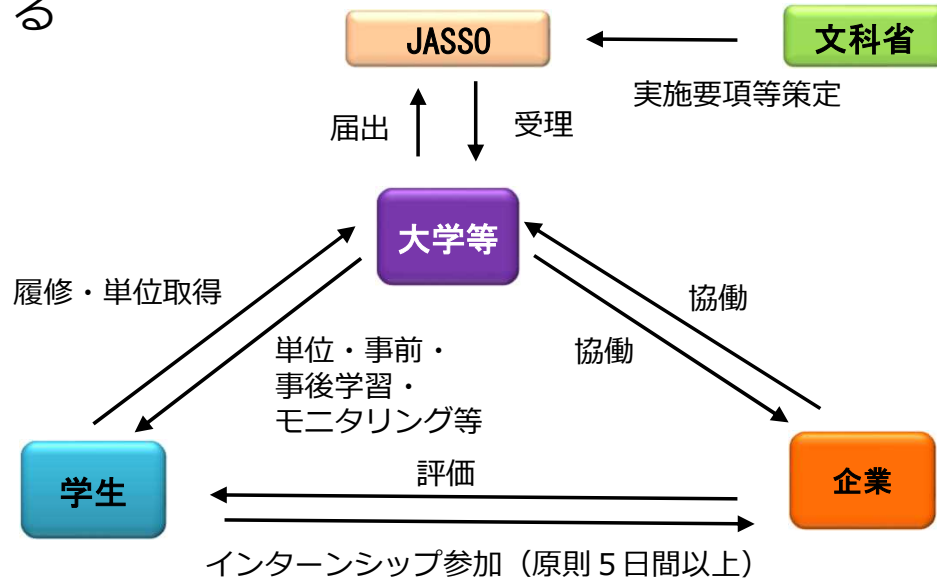 る
JASSO
文科省
実施要項等策定
届出
受理
大学等
履修・単位取得
協働
単位・事前・
事後学習・
モニタリング等
協働
学生
評価
企業
インターンシップ参加（原則５日間以上）